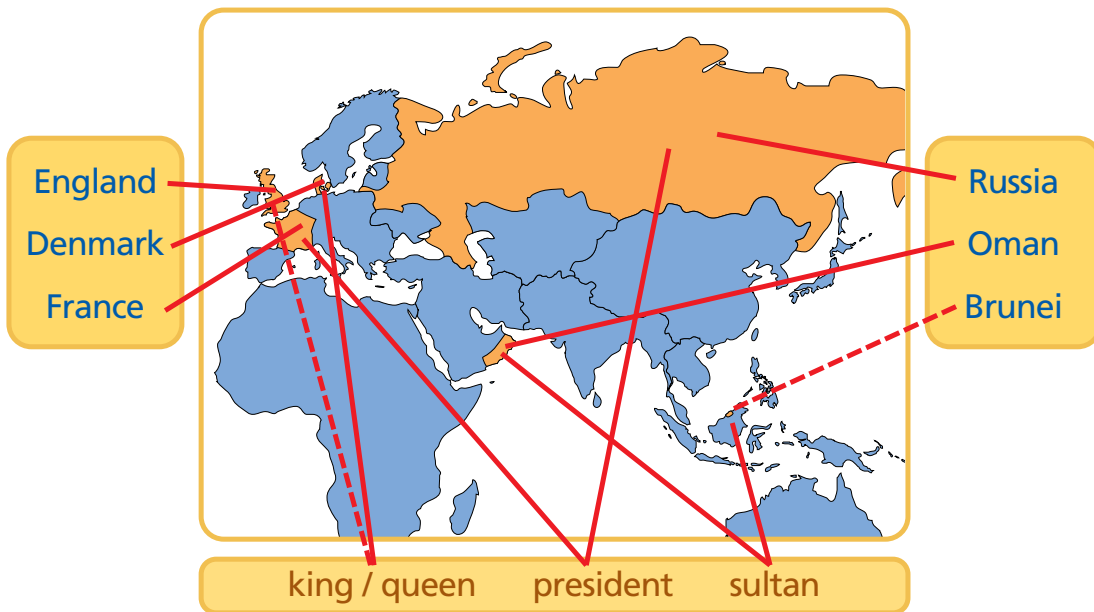 England
Denmark
France
Russia
Oman
Brunei
king / queen president sultan